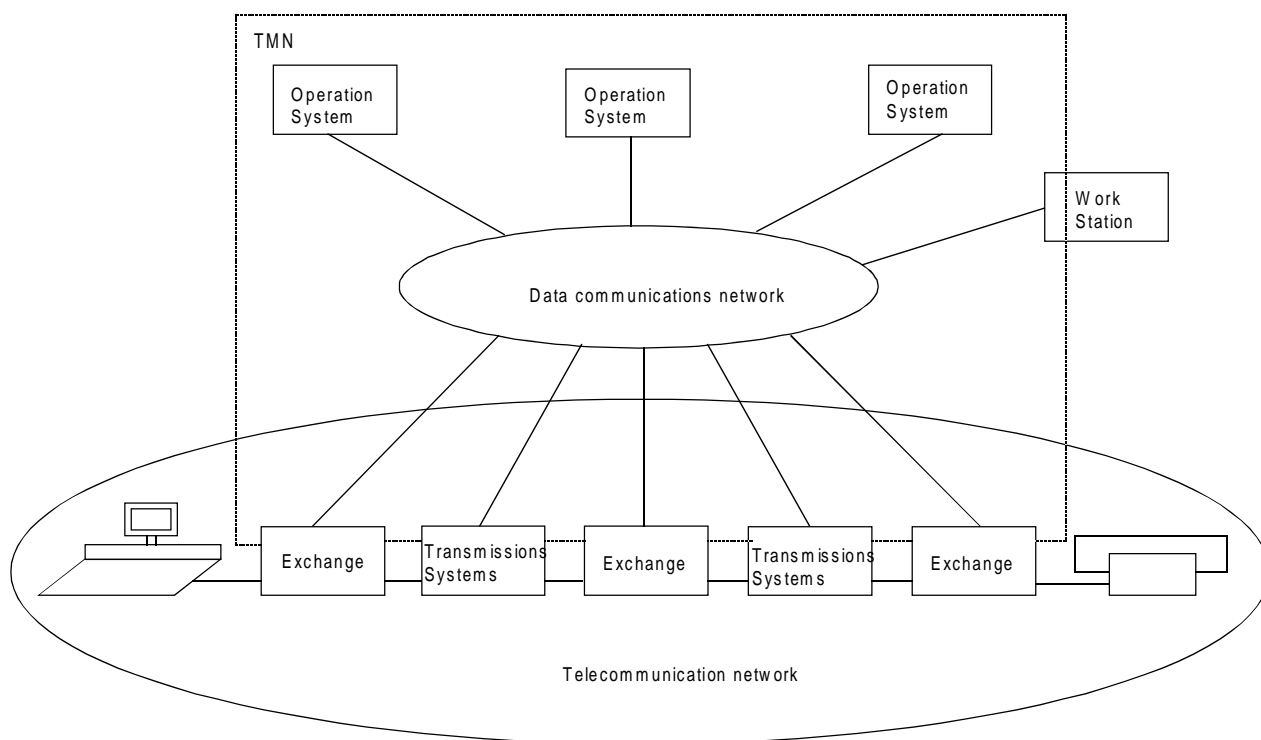 TMN
Operation
System
Operation
System
Operation
System
Work
Station
Data communications network
Exchange
Transmissions
Systems
Exchange
Transmissions
Systems
Exchange
Telecommunication network